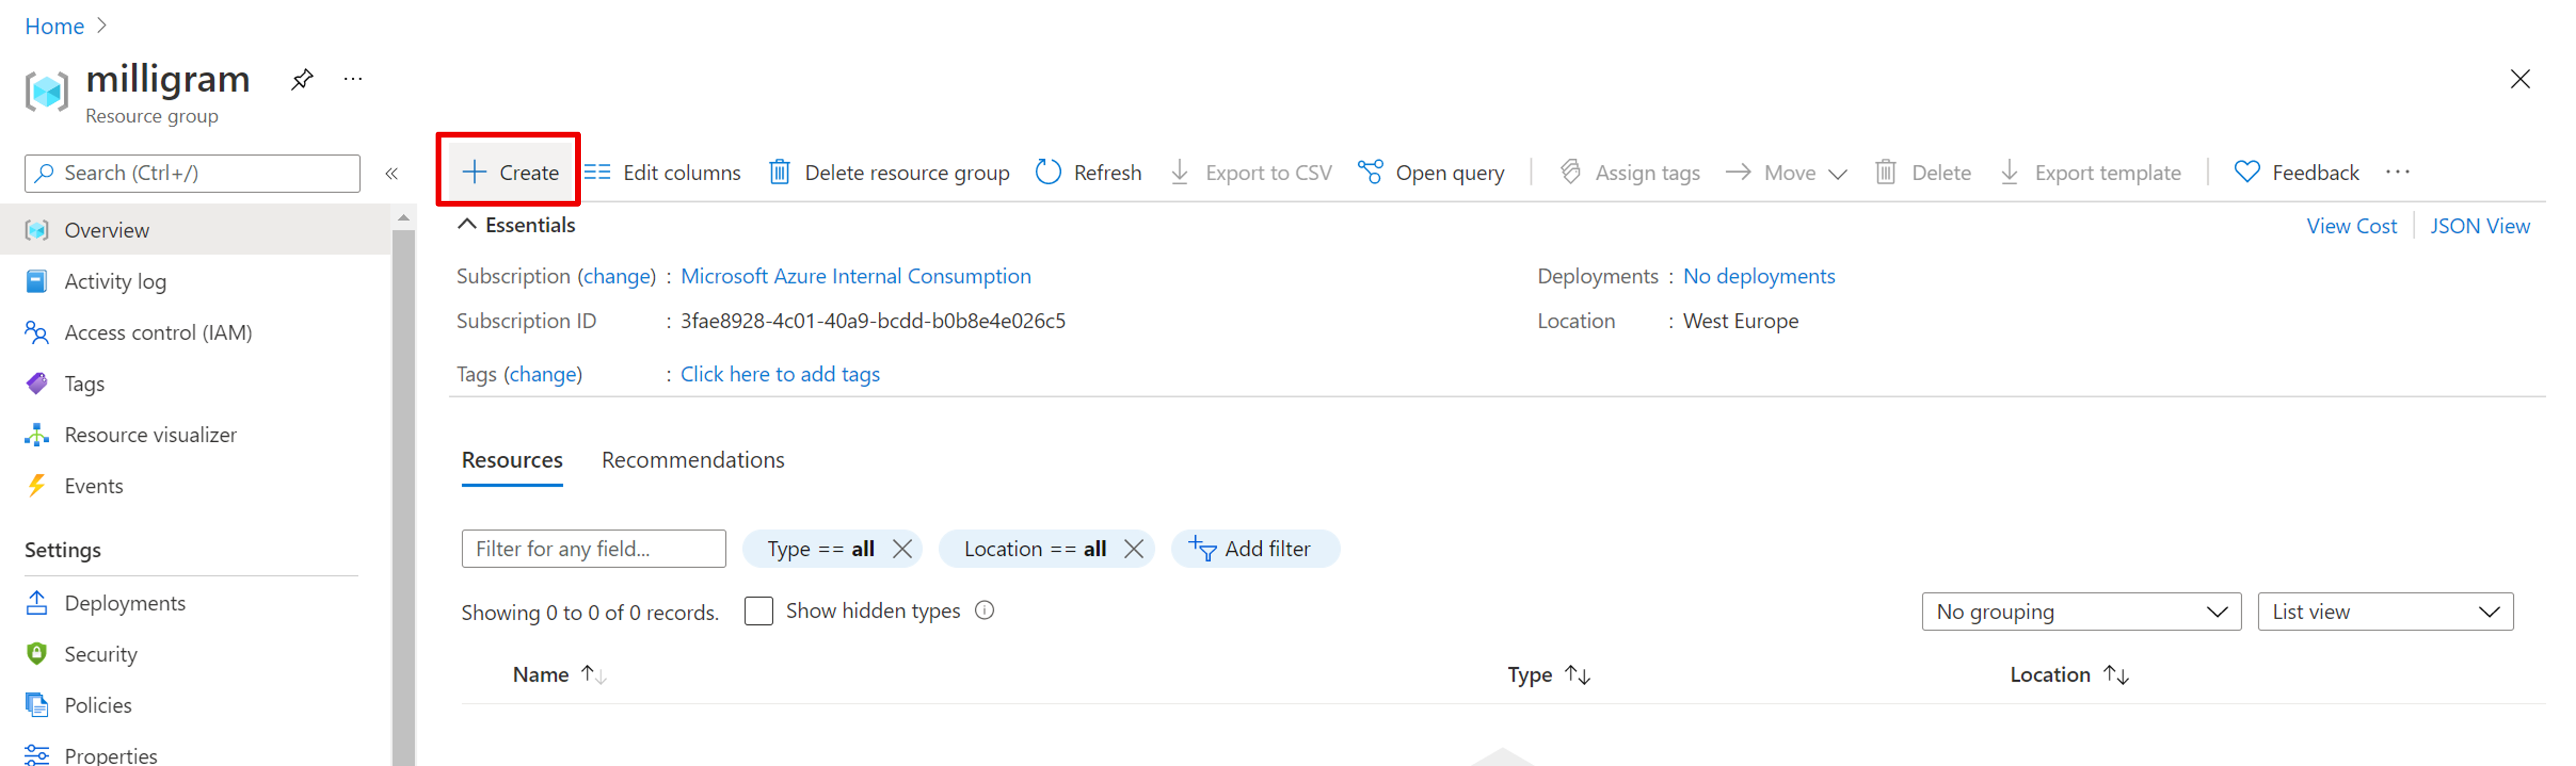 Home
milligram
Resource group
Search (Ctrl+/)
Create Edit columns Delete resource group Refresh Export to CSV Open query Assign tags Move Delete Export template Feedback
Overview
Activity log
Access control (IAM)
Tags
Resource visualizer
Events
Settings
Deployments
Security
Policies
Properties
Essentials
View Cost JSON View
Subscription (change) : Microsoft Azure Internal Consumption
Subscription ID : 3fae8928-4c01-40a9-bcdd-b0b8e4e026c5
Tags (change) : Click here to add tags
Deployments : No deployments
Location : West Europe
Resources Recommendations
Filter for any field... Type == all Location == all Add filter
Showing 0 to 0 of 0 records. Show hidden types No grouping List view
Name Type Location